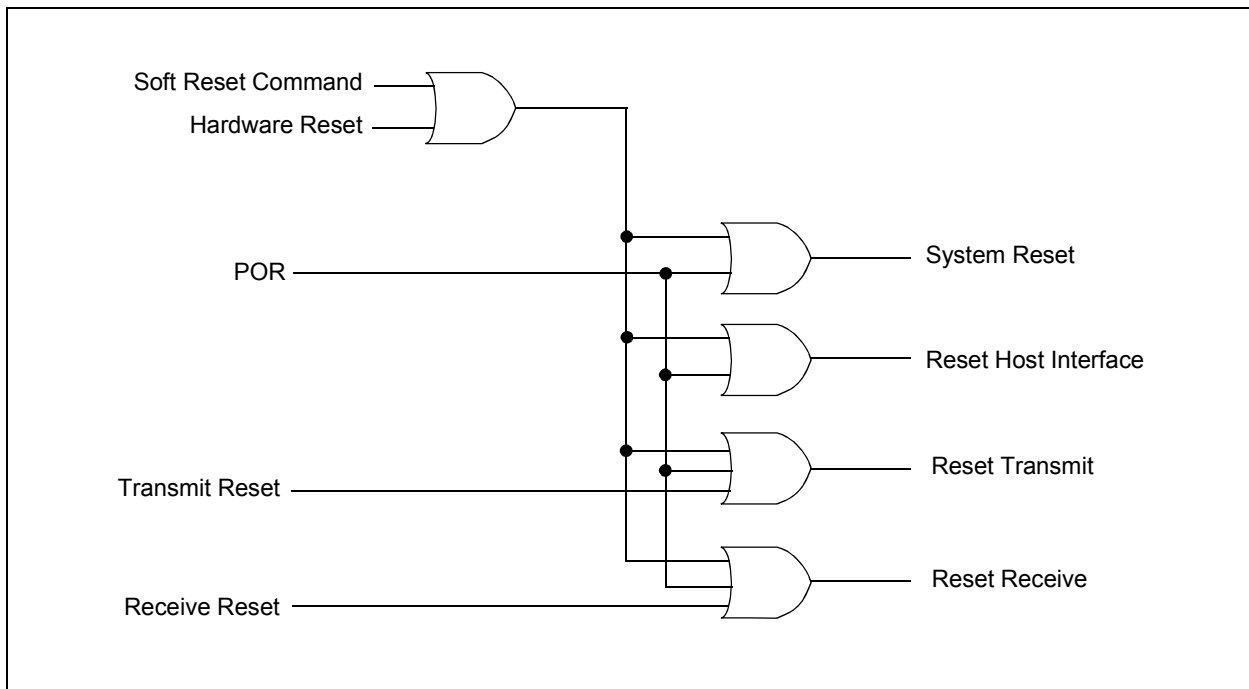 Soft Reset Command
Hardware Reset
System Reset
POR
Reset Host Interface
Reset Transmit
Transmit Reset
Reset Receive
Receive Reset